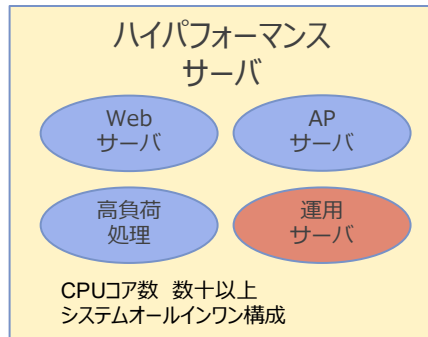 ハイパフォーマンス
サーバ
Web
サーバ
AP
サーバ
高負荷
処理
運用
サーバ
CPUコア数 数十以上
システムオールインワン構成